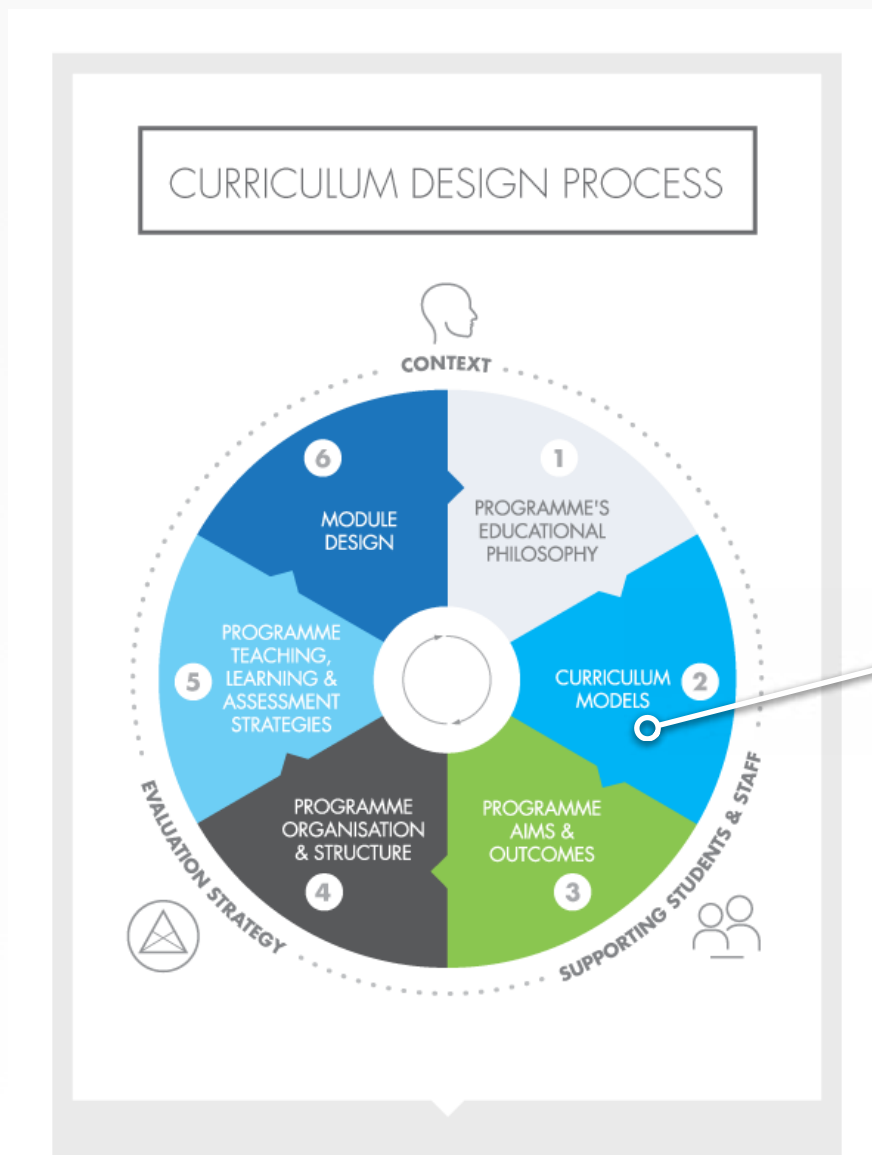 CURRICULUM DESIGN PROCESS
CONTEXT
1
PROGRAMME'S
EDUCATIONAL
PHILOSOPHY
2
CURRICULUM
MODELS
3
PROGRAMME
AIMS &
OUTCOMES
4
PROGRAMME
ORGANISATION
& STRUCTURE
5
PROGRAMME
TEACHING,
LEARNING &
ASSESSMENT
STRATEGIES
6
MODULE
DESIGN
SUPPORTING STUDENTS & STAFF
EVALUATION STRATEGY